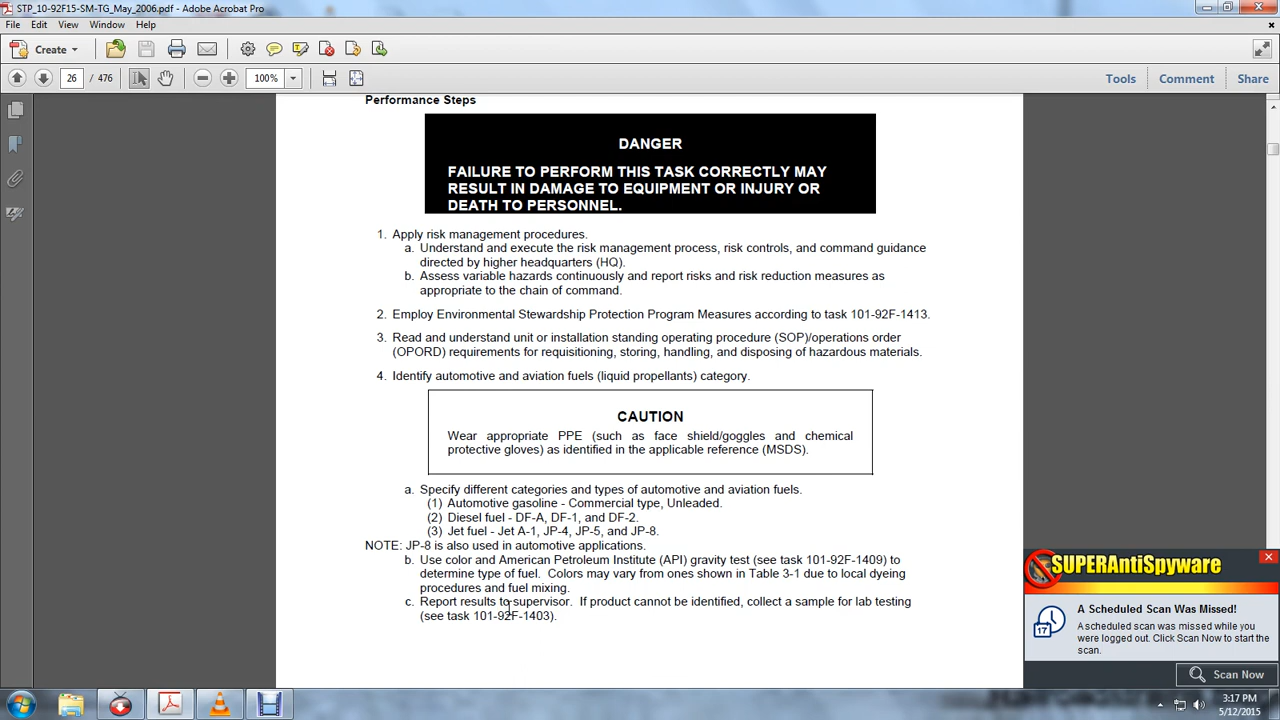 STP_10-92F15-SM-TG_May_2006.pdf - Adobe Acrobat Pro
File Edit View Window Help
Create
26 / 476
100%
Tools Comment Share
Performance Steps
DANGER
FAILURE TO PERFORM THIS TASK CORRECTLY MAY
RESULT IN DAMAGE TO EQUIPMENT OR INJURY OR
DEATH TO PERSONNEL.
1. Apply risk management procedures.
a. Understand and execute the risk management process, risk controls, and command guidance
directed by higher headquarters (HQ).
b. Assess variable hazards continuously and report risks and risk reduction measures as
appropriate to the chain of command.
2. Employ Environmental Stewardship Protection Program Measures according to task 101-92F-1413.
3. Read and understand unit or installation standing operating procedure (SOP)/operations order
(OPORD) requirements for requisitioning, storing, handling, and disposing of hazardous materials.
4. Identify automotive and aviation fuels (liquid propellants) category.
CAUTION
Wear appropriate PPE (such as face shield/goggles and chemical
protective gloves) as identified in the applicable reference (MSDS).
a. Specify different categories and types of automotive and aviation fuels.
(1) Automotive gasoline - Commercial type, Unleaded.
(2) Diesel fuel - DF-A, DF-1, and DF-2.
(3) Jet fuel - Jet A-1, JP-4, JP-5, and JP-8.
NOTE: JP-8 is also used in automotive applications.
b. Use color and American Petroleum Institute (API) gravity test (see task 101-92F-1409) to
determine type of fuel. Colors may vary from ones shown in Table 3-1 due to local dyeing
procedures and fuel mixing.
c. Report results to supervisor. If product cannot be identified, collect a sample for lab testing
(see task 101-92F-1403).
SUPERAntiSpyware
A Scheduled Scan Was Missed!
17
A scheduled scan was missed while you
were logged out. Click Scan Now to start the
scan.
Scan Now
3:17 PM
5/12/2015